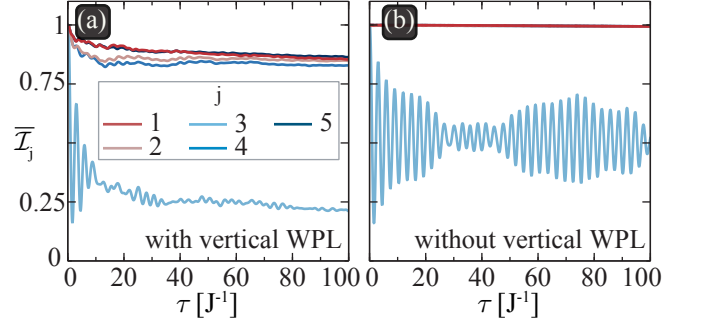 (a)
(b)
1
0.75
0.5
0.25
0
Ī_j
j
1 3 5
2 4
with vertical WPL
without vertical WPL
0 20 40 60 80 100
0 20 40 60 80 100
τ [J⁻¹]
τ [J⁻¹]